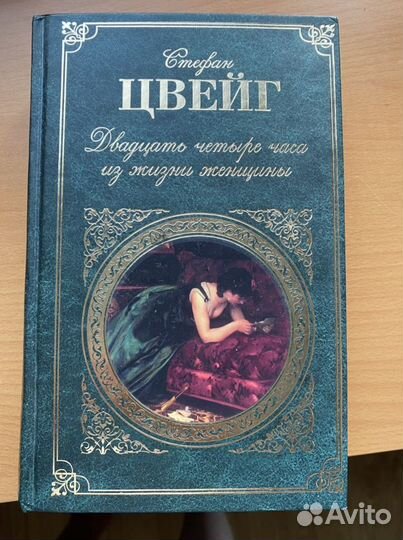 Стефан
ЦВЕЙГ
Двадцать четыре часа
из жизни женщины
Avito